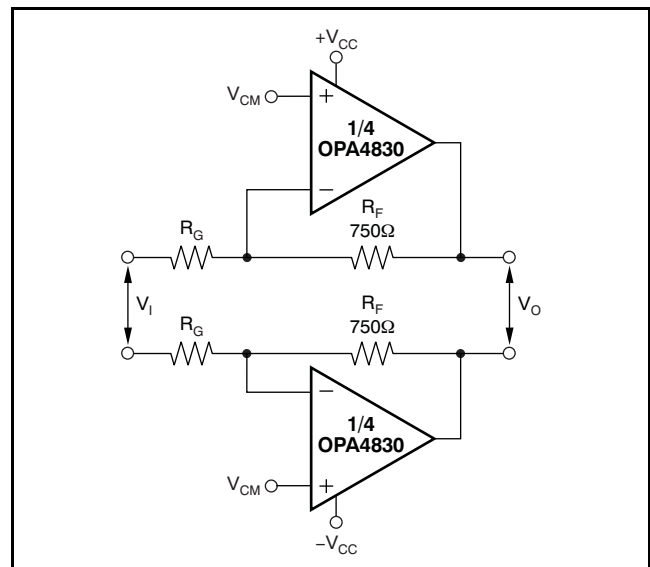 +V_CC
V_CM
+
1/4
OPA4830
−
R_F
750Ω
R_G
V_I
V_O
R_F
750Ω
R_G
−
1/4
OPA4830
V_CM
+
−V_CC